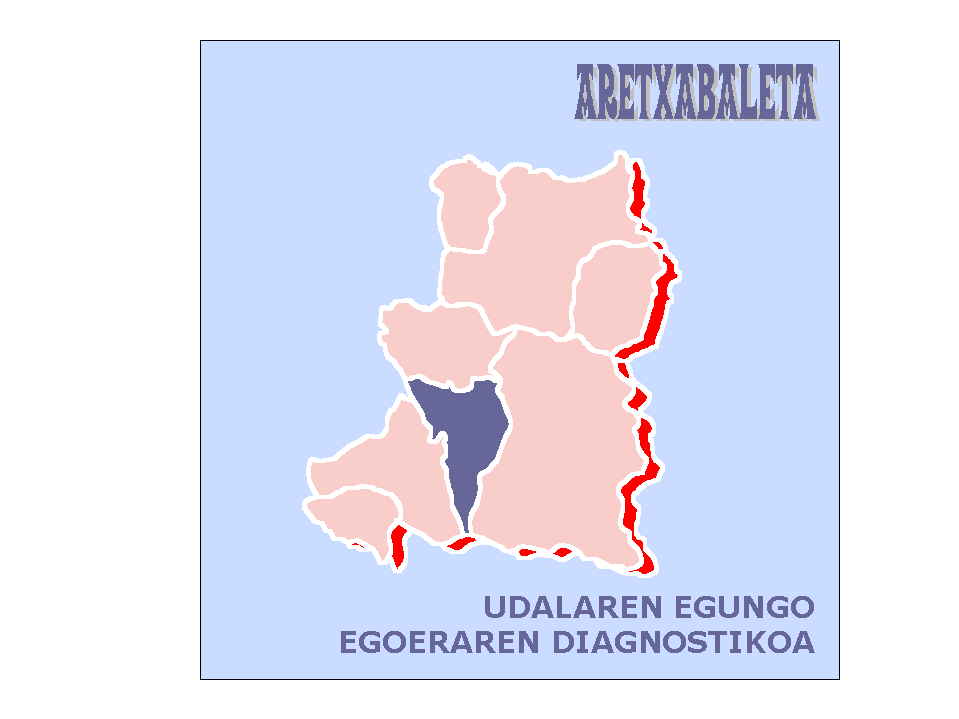 ARETXABALETA
UDALAREN EGUNGO
EGOERAREN DIAGNOSTIKOA